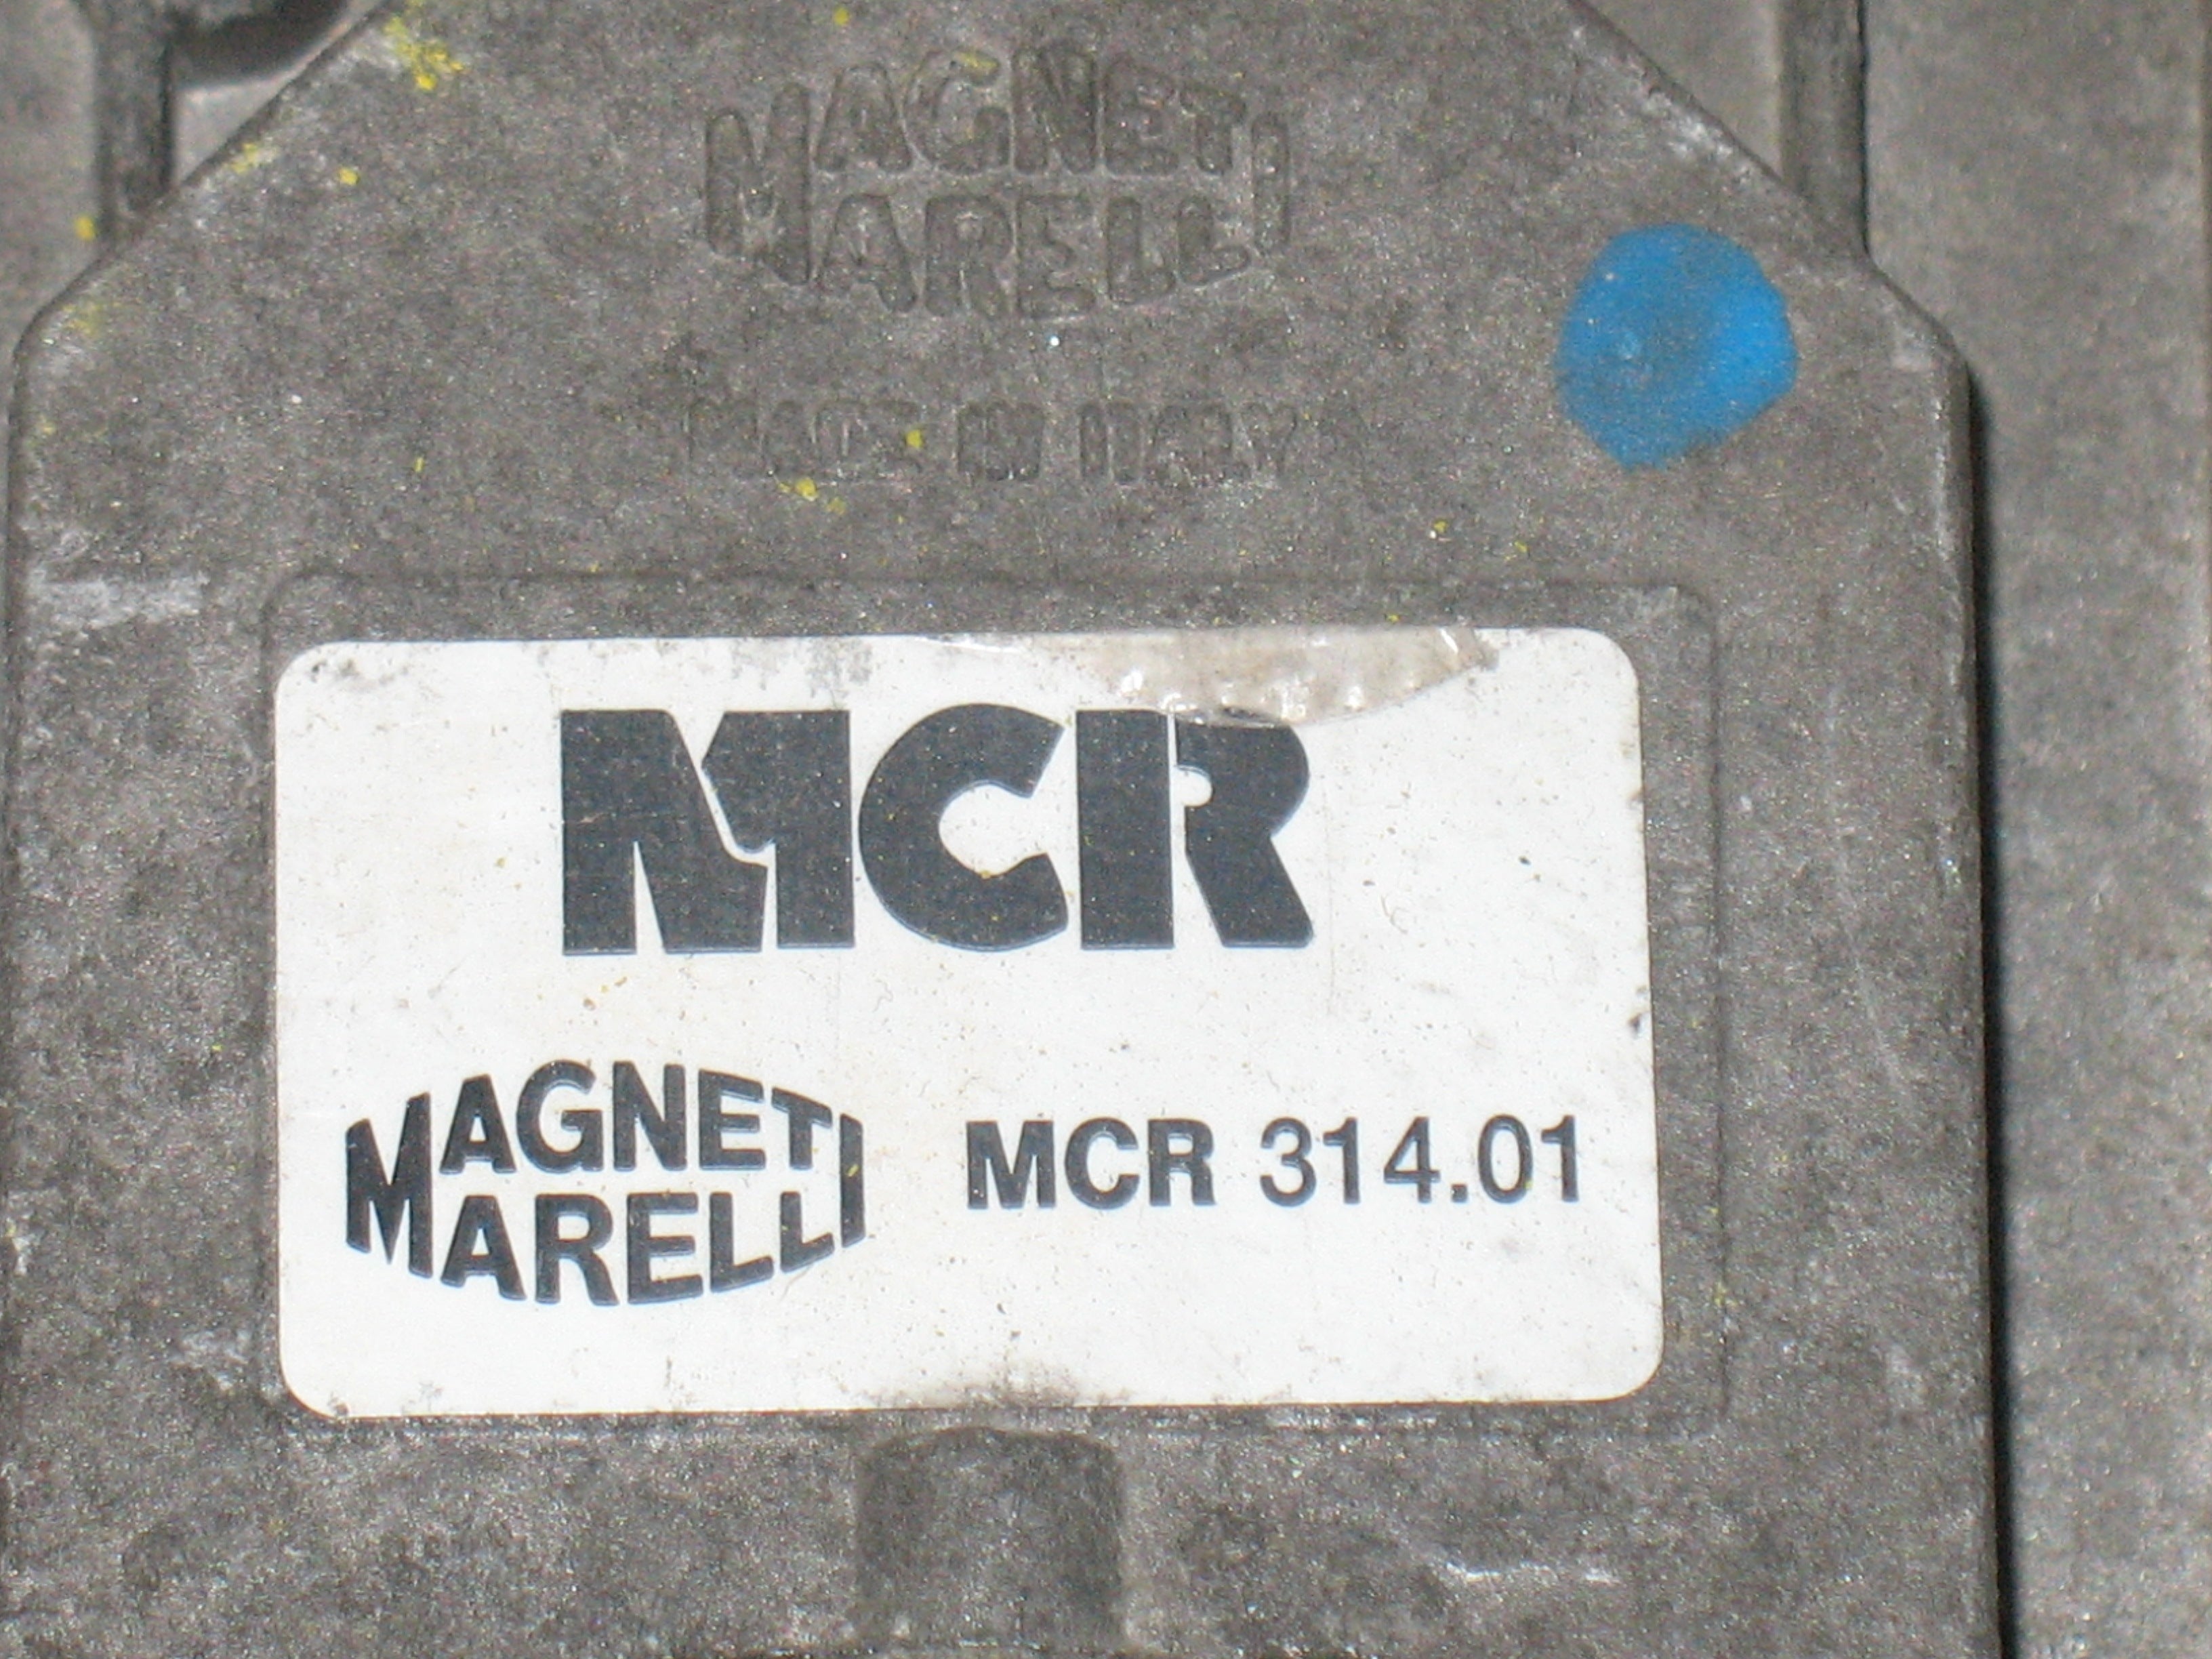 MAGNETI
MARELLI
MADE IN ITALY
MCR
MAGNETI
MARELLI
MCR 314.01